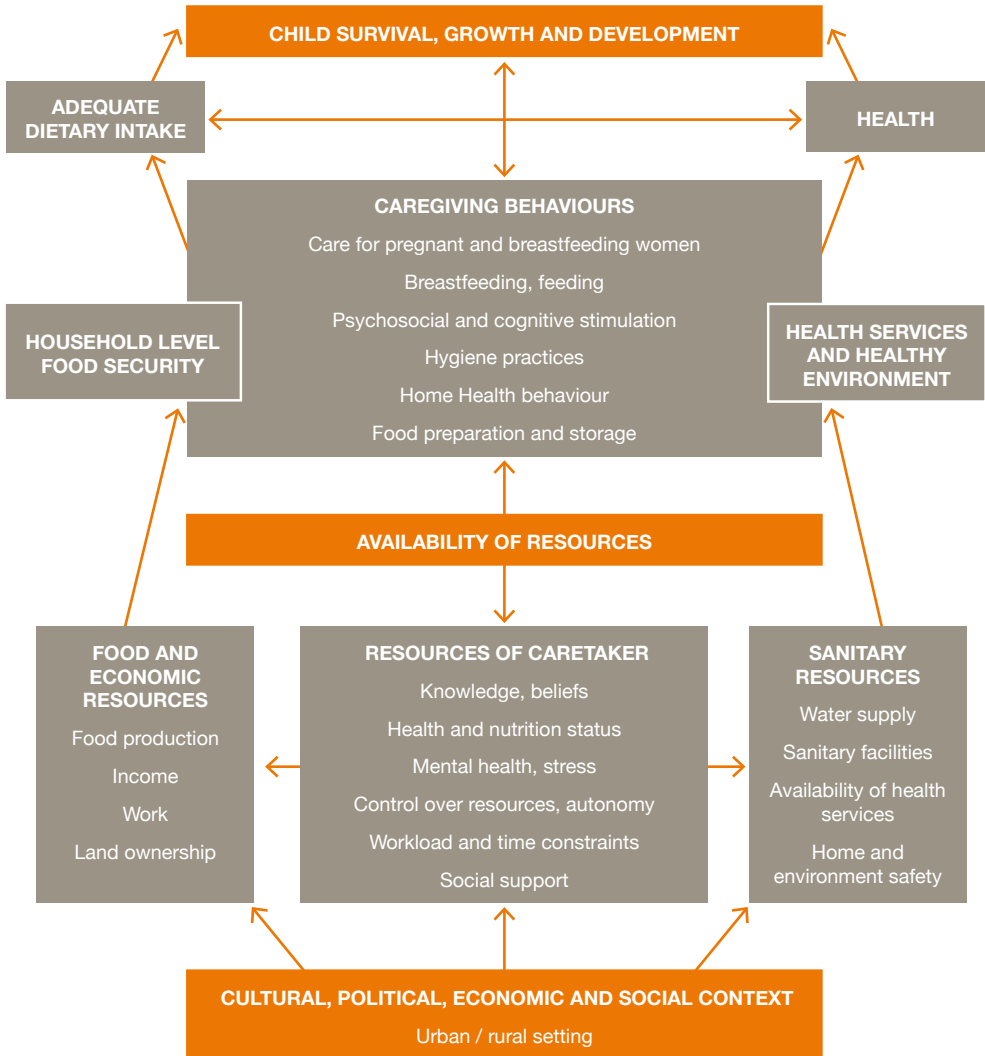 CHILD SURVIVAL, GROWTH AND DEVELOPMENT
ADEQUATE
DIETARY INTAKE
HEALTH
CAREGIVING BEHAVIOURS
Care for pregnant and breastfeeding women
Breastfeeding, feeding
Psychosocial and cognitive stimulation
Hygiene practices
Home Health behaviour
Food preparation and storage
HOUSEHOLD LEVEL
FOOD SECURITY
HEALTH SERVICES
AND HEALTHY
ENVIRONMENT
AVAILABILITY OF RESOURCES
FOOD AND
ECONOMIC
RESOURCES
Food production
Income
Work
Land ownership
RESOURCES OF CARETAKER
Knowledge, beliefs
Health and nutrition status
Mental health, stress
Control over resources, autonomy
Workload and time constraints
Social support
SANITARY
RESOURCES
Water supply
Sanitary facilities
Availability of health
services
Home and
environment safety
CULTURAL, POLITICAL, ECONOMIC AND SOCIAL CONTEXT
Urban / rural setting